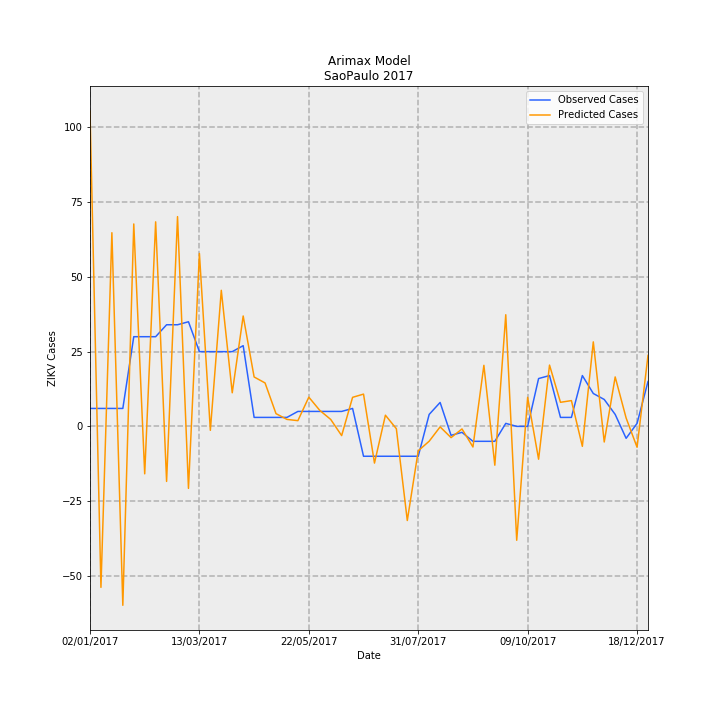 Arimax Model
SaoPaulo 2017
Observed Cases
Predicted Cases
100
75
50
25
0
−25
−50
ZIKV Cases
02/01/2017 13/03/2017 22/05/2017 31/07/2017 09/10/2017 18/12/2017
Date